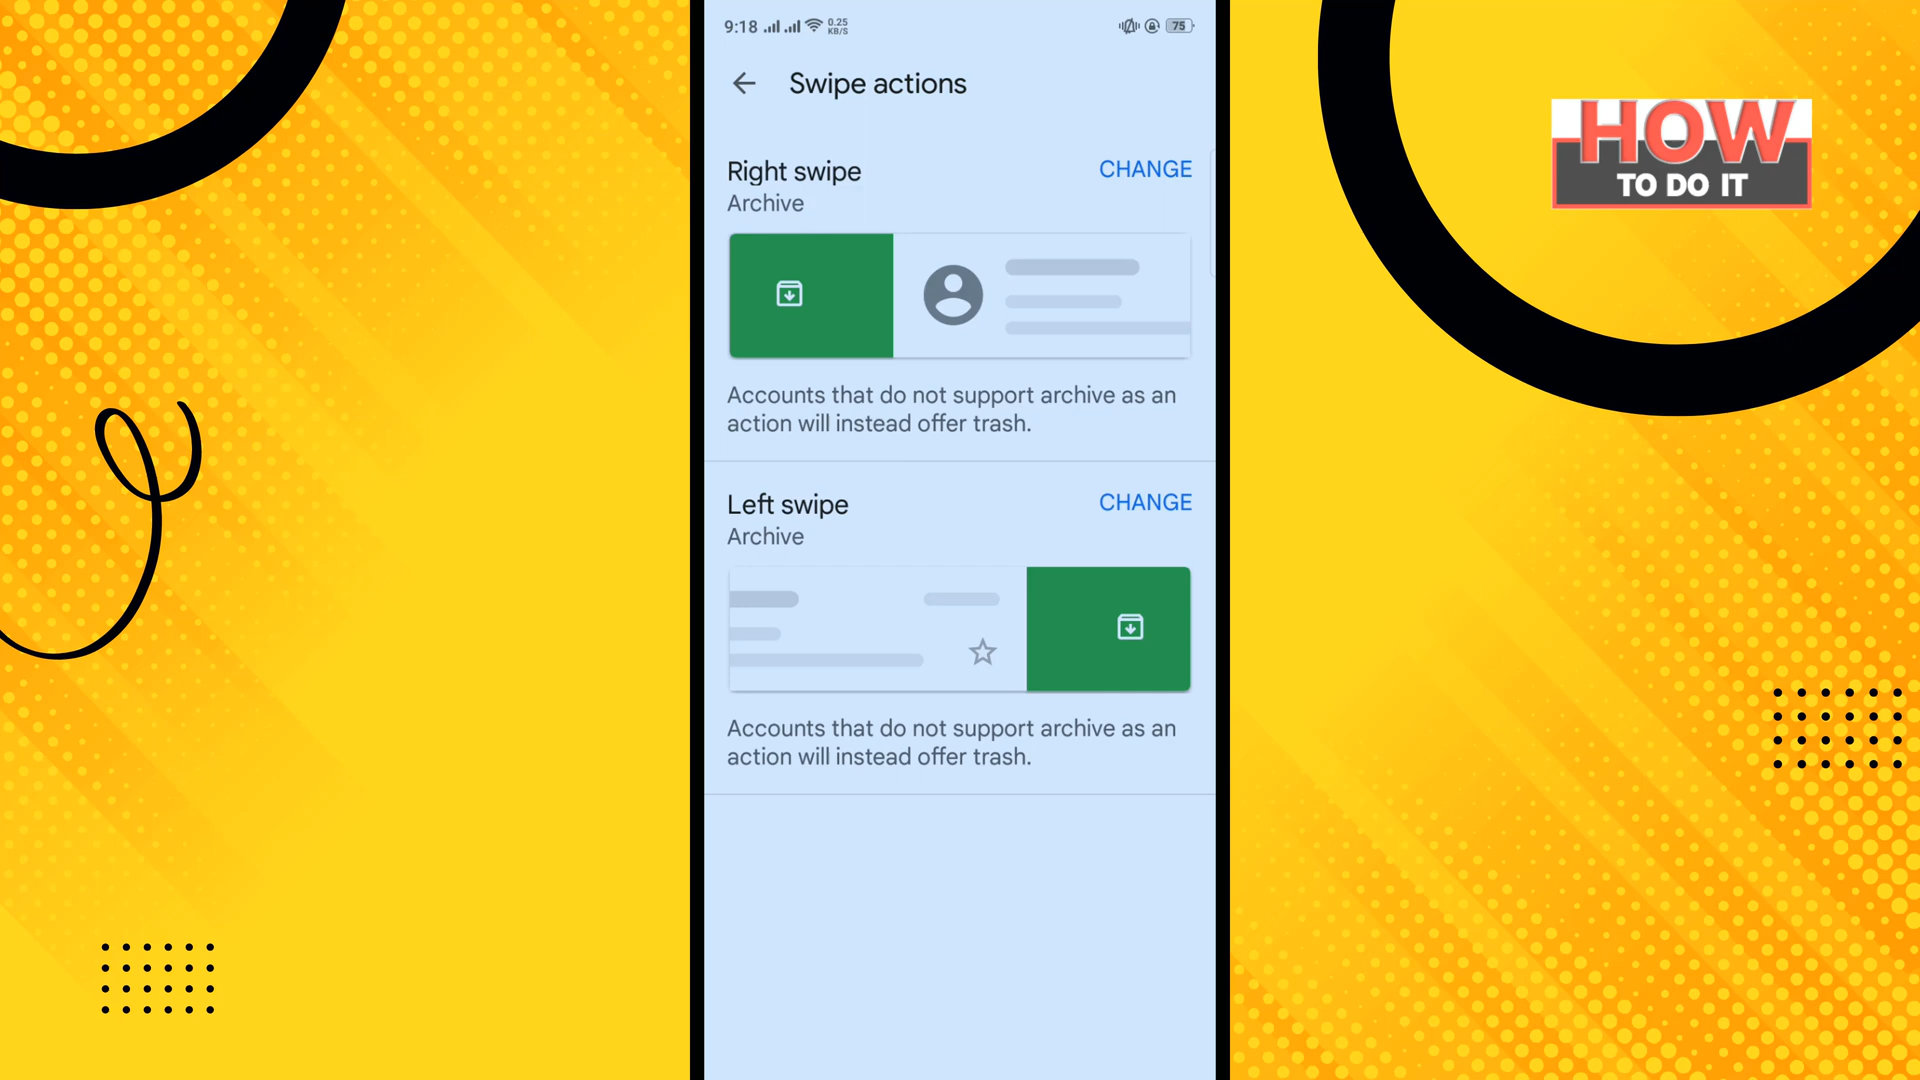 9:18 0.25 KB/S 75
Swipe actions
Right swipe CHANGE
Archive
Accounts that do not support archive as an
action will instead offer trash.
Left swipe CHANGE
Archive
Accounts that do not support archive as an
action will instead offer trash.
HOW
TO DO IT